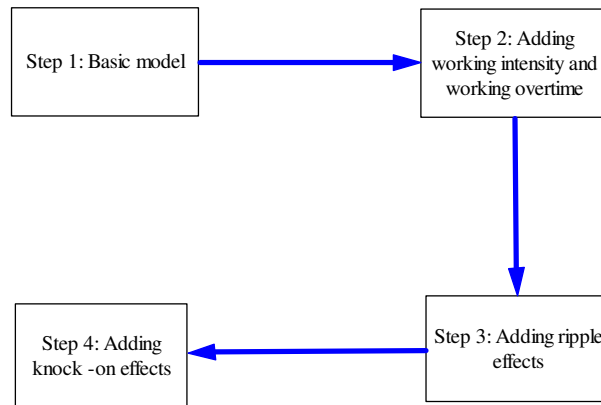 Step 1: Basic model
Step 2: Adding
working intensity and
working overtime
Step 3: Adding ripple
effects
Step 4: Adding
knock -on effects